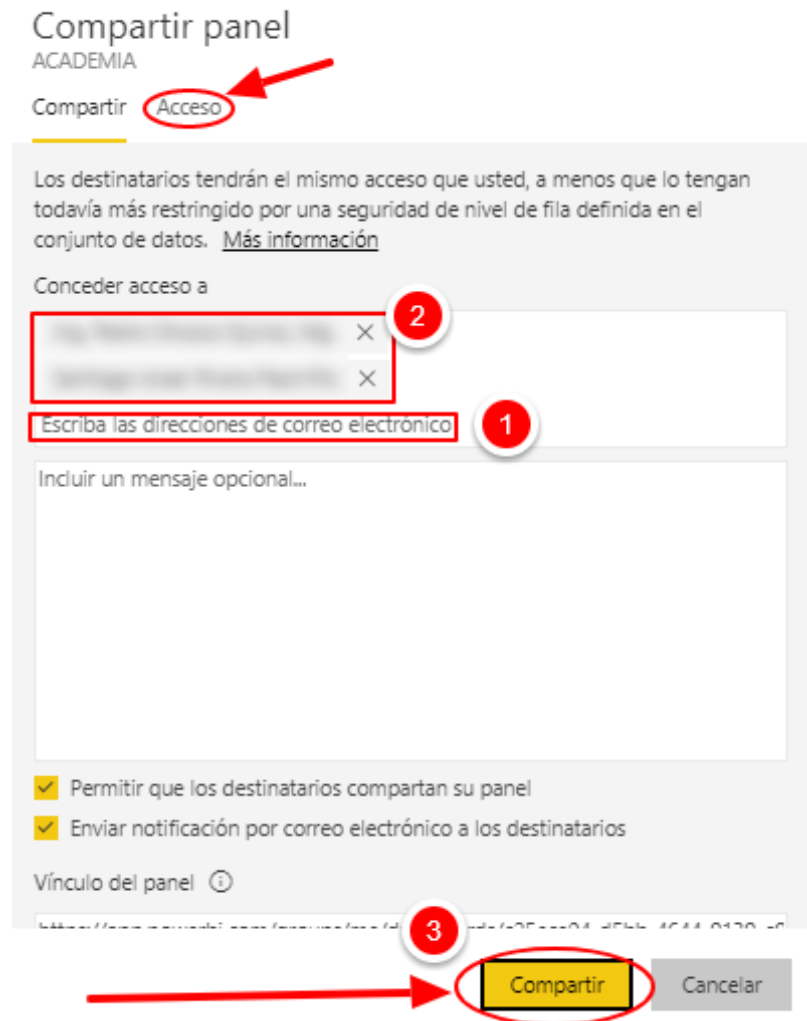 Compartir panel
ACADEMIA
Compartir Acceso
Los destinatarios tendrán el mismo acceso que usted, a menos que lo tengan
todavía más restringido por una seguridad de nivel de fila definida en el
conjunto de datos. Más información
Conceder acceso a
2
Escriba las direcciones de correo electrónico
1
Incluir un mensaje opcional...
Permitir que los destinatarios compartan su panel
Enviar notificación por correo electrónico a los destinatarios
Vínculo del panel
3
Compartir Cancelar